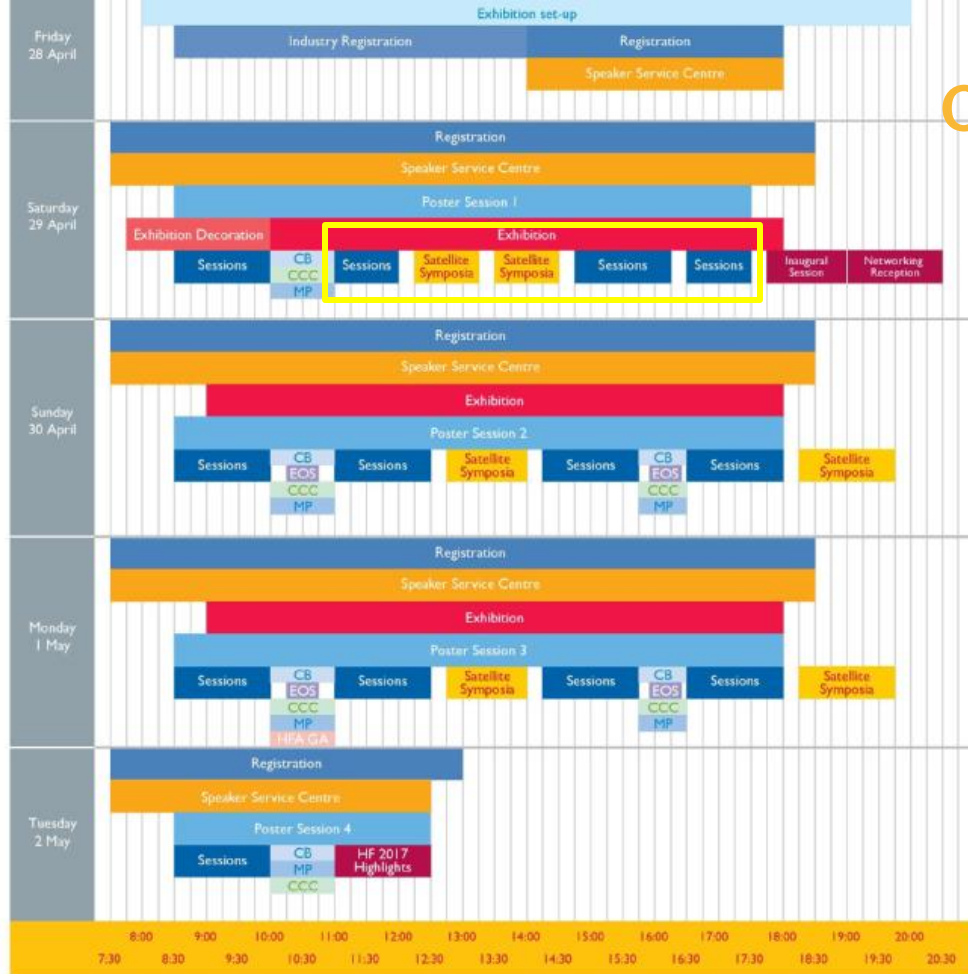 Exhibition set-up
Friday
28 April
Industry Registration
Registration
Speaker Service Centre
Registration
Speaker Service Centre
Poster Session 1
Saturday
29 April
Exhibition Decoration
Exhibition
Sessions
CB
CCC
MP
Sessions
Satellite
Symposia
Satellite
Symposia
Sessions
Sessions
Inaugural
Session
Networking
Reception
Registration
Speaker Service Centre
Exhibition
Sunday
30 April
Poster Session 2
Sessions
CB
EOS
CCC
MP
Sessions
Satellite
Symposia
Sessions
CB
EOS
CCC
MP
Sessions
Satellite
Symposia
Registration
Speaker Service Centre
Exhibition
Monday
1 May
Poster Session 3
Sessions
CB
EOS
CCC
MP
HFA GA
Sessions
Satellite
Symposia
Sessions
CB
EOS
CCC
MP
Sessions
Satellite
Symposia
Registration
Speaker Service Centre
Tuesday
2 May
Poster Session 4
Sessions
CB
MP
CCC
HF 2017
Highlights
8:00 9:00 10:00 11:00 12:00 13:00 14:00 15:00 16:00 17:00 18:00 19:00 20:00
7:30 8:30 9:30 10:30 11:30 12:30 13:30 14:30 15:30 16:30 17:30 18:30 19:30 20:30